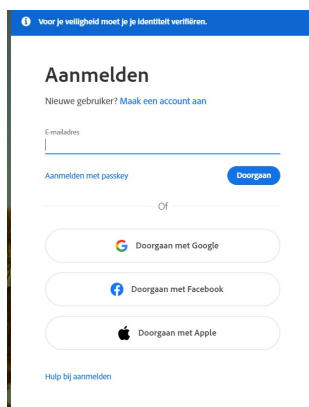 Voor je veiligheid moet je je identiteit verifiëren.
Aanmelden
Nieuwe gebruiker? Maak een account aan
E-mailadres
Aanmelden met passkey
Doorgaan
Of
Doorgaan met Google
Doorgaan met Facebook
Doorgaan met Apple
Hulp bij aanmelden